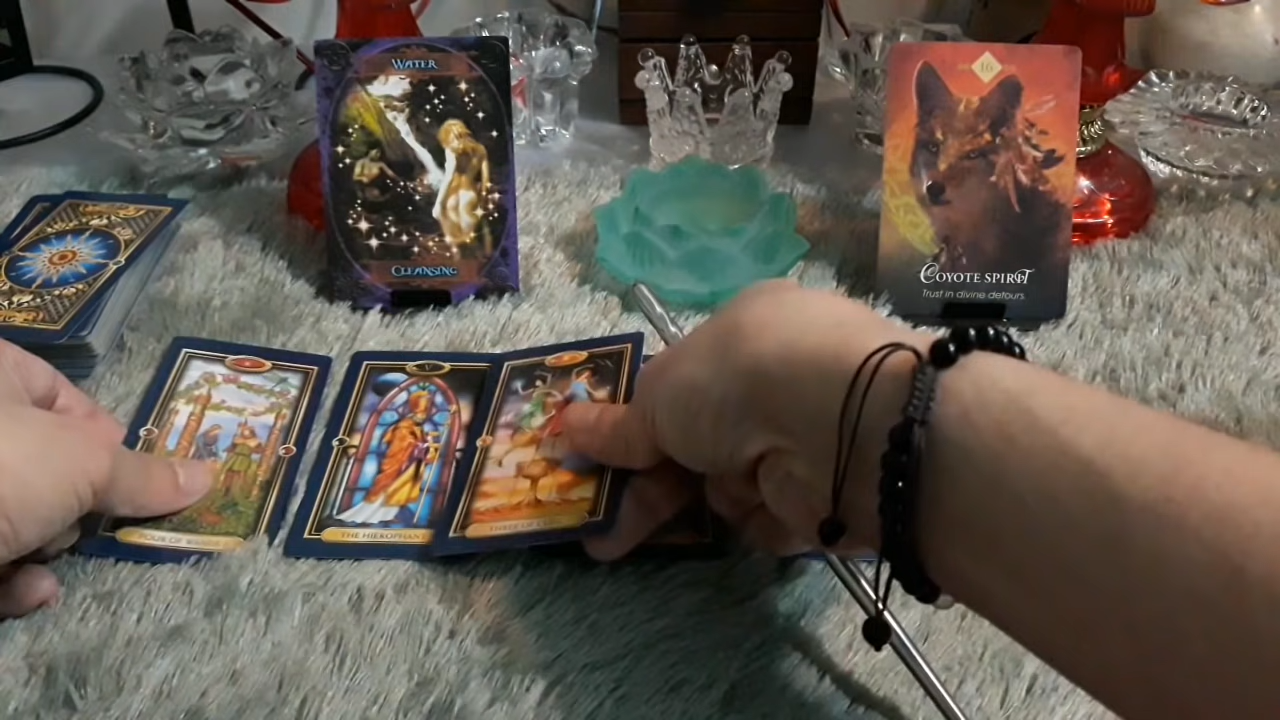 WATER
CLEANSING
16
COYOTE SPIRIT
Trust in divine detours.
FOUR OF WANDS
V
THE HIEROPHANT
THREE OF CUPS